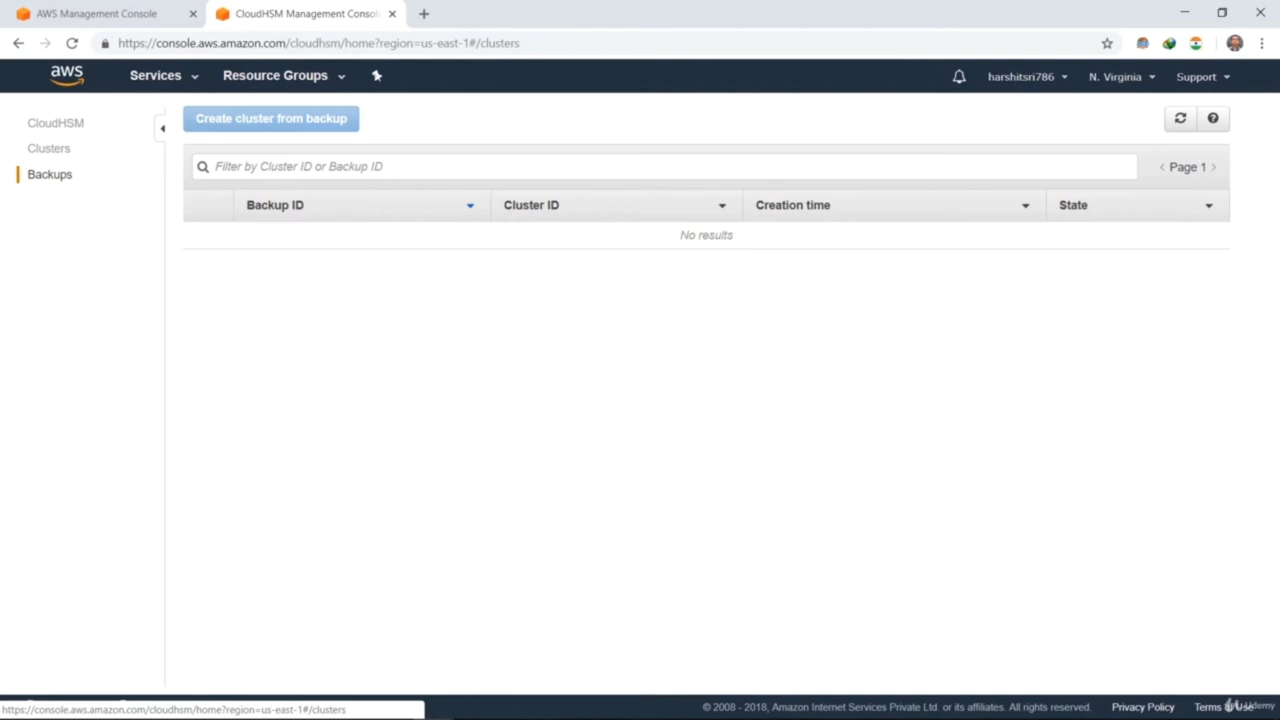 AWS Management Console
CloudHSM Management Consol
https://console.aws.amazon.com/cloudhsm/home?region=us-east-1#/clusters
aws
Services
Resource Groups
harshitsri786
N. Virginia
Support
CloudHSM
Clusters
Backups
Create cluster from backup
Filter by Cluster ID or Backup ID
Page 1
Backup ID
Cluster ID
Creation time
State
No results
https://console.aws.amazon.com/cloudhsm/home?region=us-east-1#/clusters
© 2008 - 2018, Amazon Internet Services Private Ltd. or its affiliates. All rights reserved.
Privacy Policy
Terms
Udemy